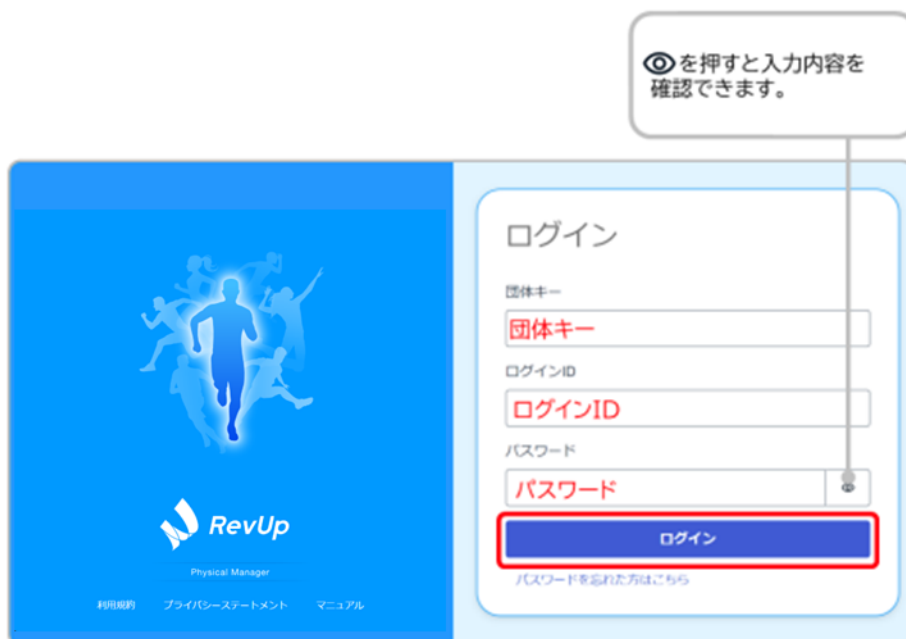 を押すと入力内容を
確認できます。
ログイン
団体キー
団体キー
ログインID
ログインID
パスワード
パスワード
ログイン
パスワードを忘れた方はこちら
RevUp
Physical Manager
利用規約 プライバシーステートメント マニュアル